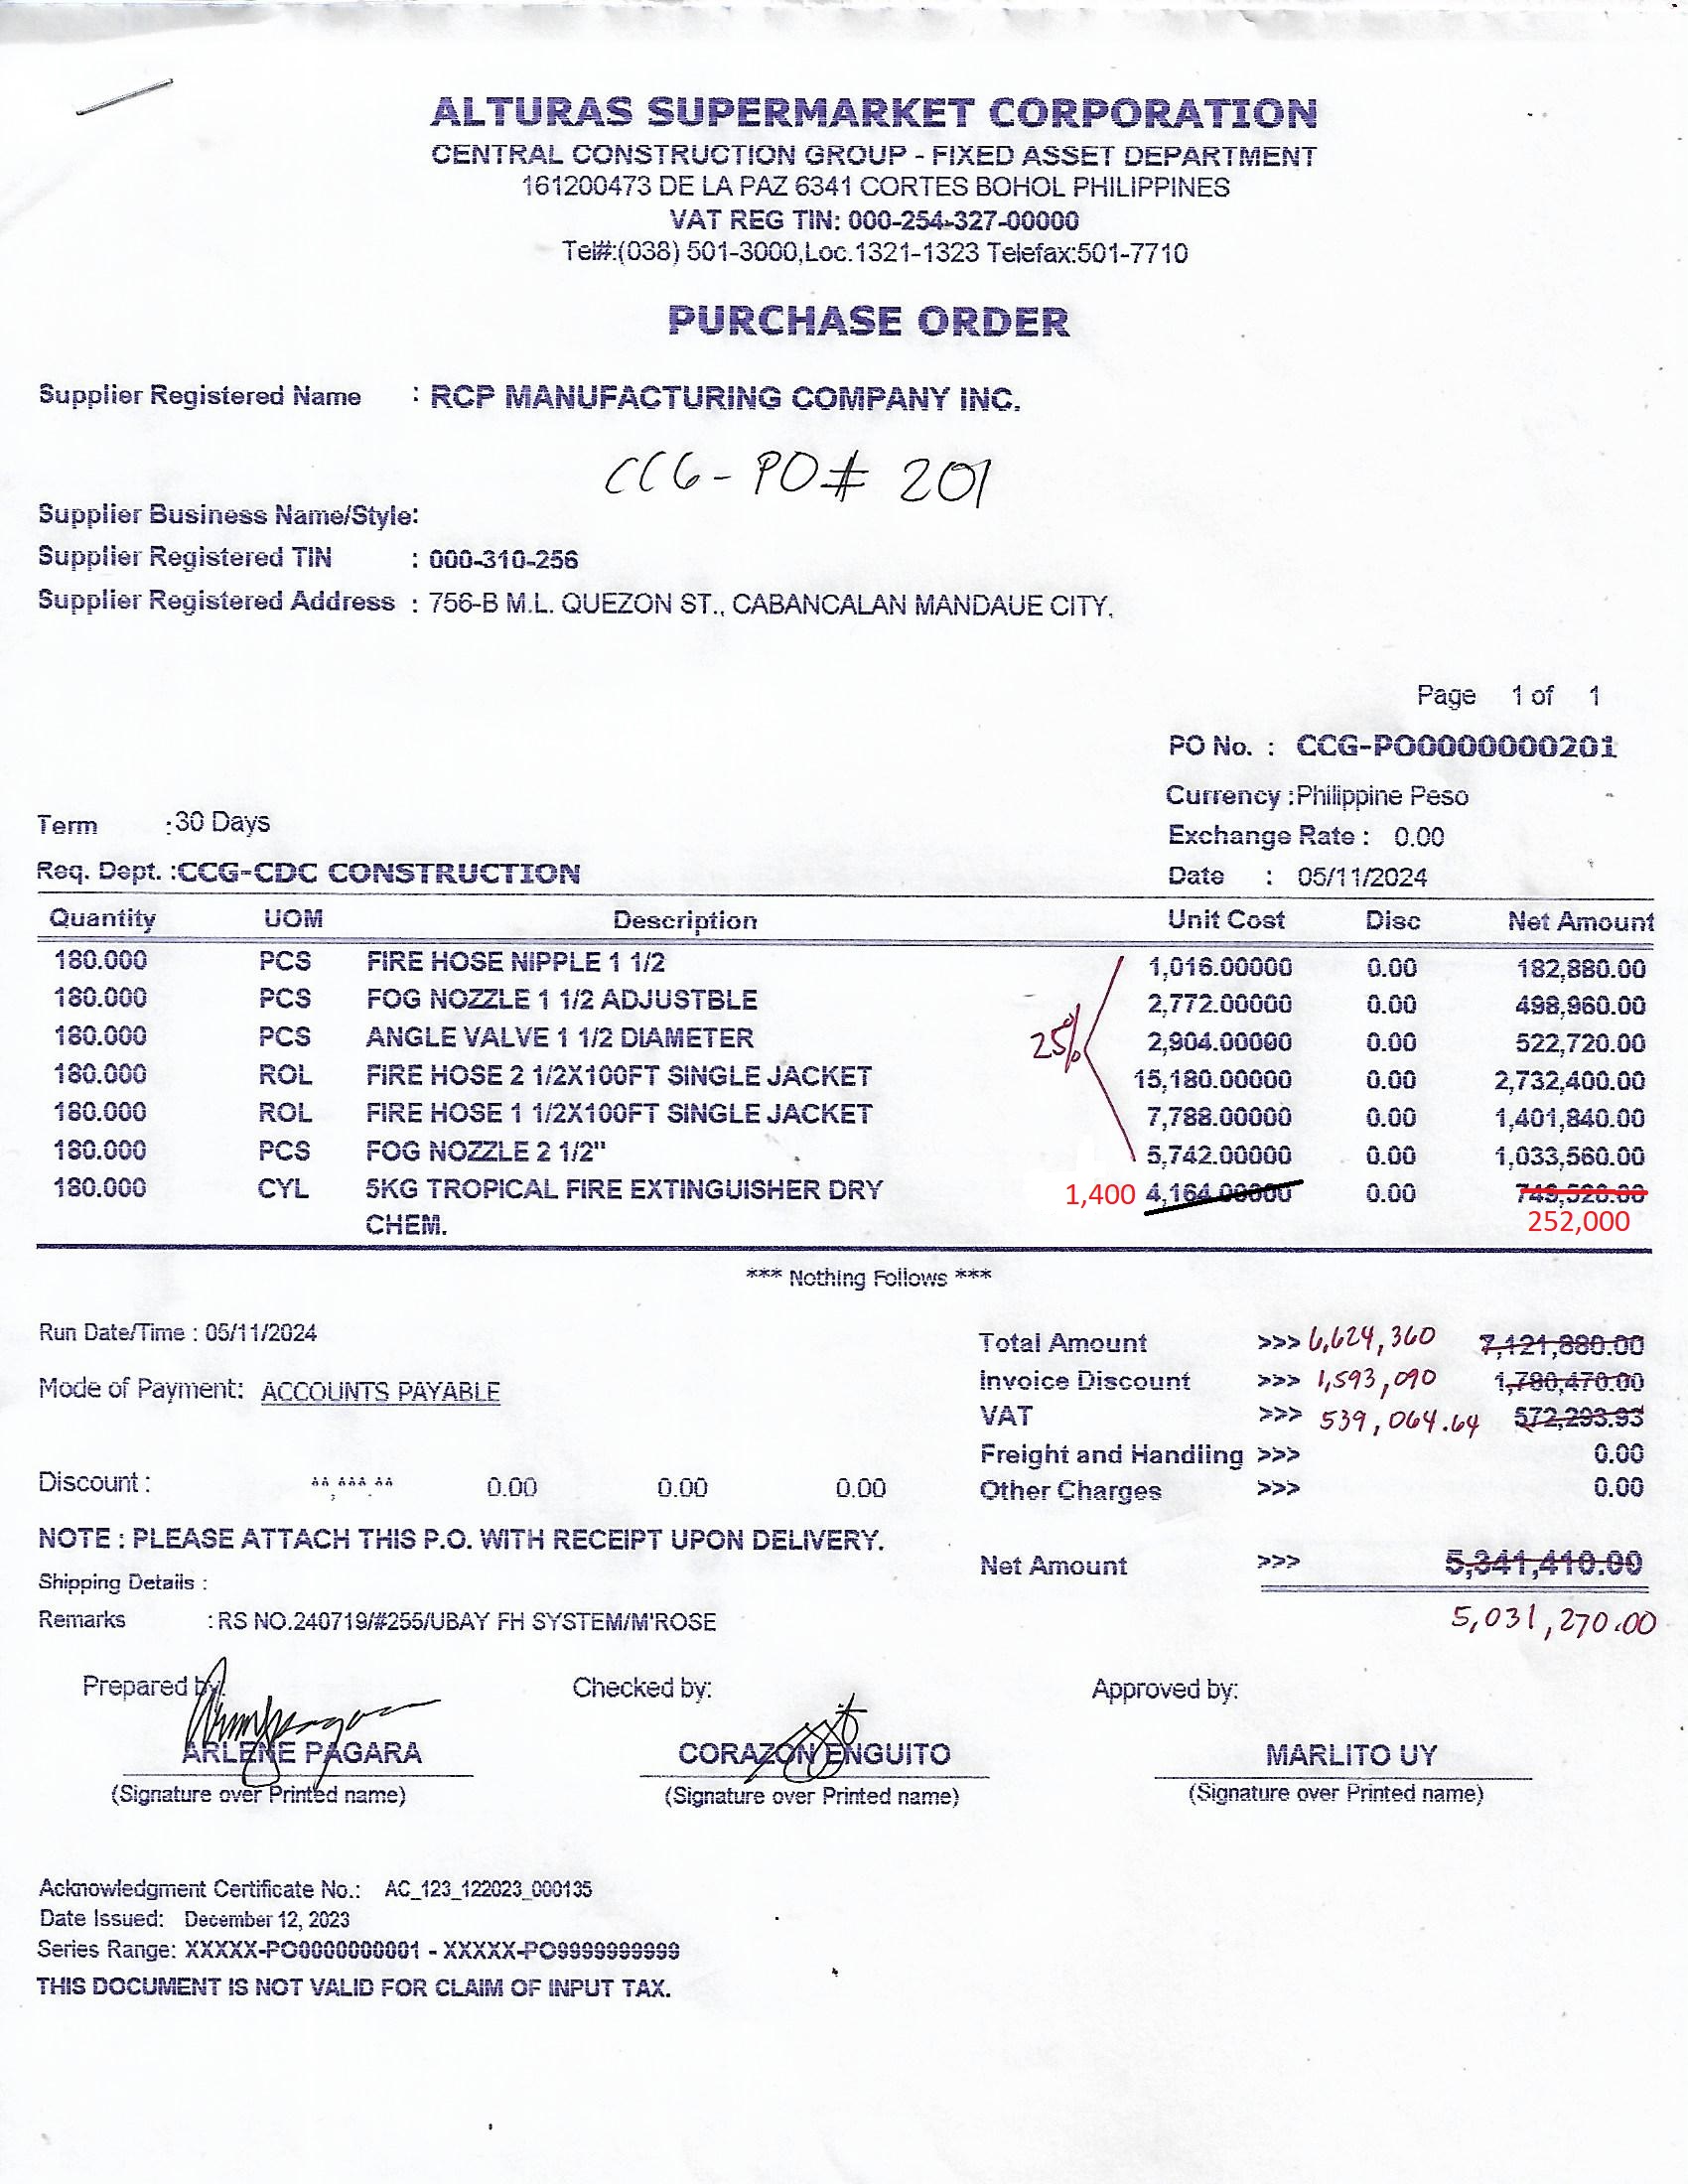 ALTURAS SUPERMARKET CORPORATION
CENTRAL CONSTRUCTION GROUP - FIXED ASSET DEPARTMENT
161200473 DE LA PAZ 6341 CORTES BOHOL PHILIPPINES
VAT REG TIN: 000-254-327-00000
Tel#:(038) 501-3000,Loc.1321-1323 Telefax:501-7710
PURCHASE ORDER
Supplier Registered Name : RCP MANUFACTURING COMPANY INC.
CCG-PO# 201
Supplier Business Name/Style:
Supplier Registered TIN : 000-310-256
Supplier Registered Address : 756-B M.L. QUEZON ST., CABANCALAN MANDAUE CITY,
Page 1 of 1
PO No. : CCG-PO0000000201
Currency :Philippine Peso
Term :30 Days
Exchange Rate : 0.00
Req. Dept. :CCG-CDC CONSTRUCTION
Date : 05/11/2024
Quantity UOM Description Unit Cost Disc Net Amount
180.000 PCS FIRE HOSE NIPPLE 1 1/2 1,016.00000 0.00 182,880.00
180.000 PCS FOG NOZZLE 1 1/2 ADJUSTBLE 2,772.00000 0.00 498,960.00
180.000 PCS ANGLE VALVE 1 1/2 DIAMETER 25% 2,904.00000 0.00 522,720.00
180.000 ROL FIRE HOSE 2 1/2X100FT SINGLE JACKET 15,180.00000 0.00 2,732,400.00
180.000 ROL FIRE HOSE 1 1/2X100FT SINGLE JACKET 7,788.00000 0.00 1,401,840.00
180.000 PCS FOG NOZZLE 2 1/2" 5,742.00000 0.00 1,033,560.00
180.000 CYL 5KG TROPICAL FIRE EXTINGUISHER DRY 1,400 4,164.00000 0.00 749,520.00
CHEM. 252,000
*** Nothing Follows ***
Run Date/Time : 05/11/2024
Total Amount >>> 6,624,360 7,121,880.00
Mode of Payment: ACCOUNTS PAYABLE
Invoice Discount >>> 1,593,090 1,780,470.00
VAT >>> 539,064.64 572,293.93
Freight and Handling >>> 0.00
Discount : **,***.** 0.00 0.00 0.00
Other Charges >>> 0.00
NOTE : PLEASE ATTACH THIS P.O. WITH RECEIPT UPON DELIVERY.
Net Amount >>> 5,341,410.00
Shipping Details :
Remarks : RS NO.240719/#255/UBAY FH SYSTEM/M'ROSE
5,031,270.00
Prepared by: Checked by: Approved by:
ARLENE PAGARA CORAZON ENGUITO MARLITO UY
(Signature over Printed name) (Signature over Printed name) (Signature over Printed name)
Acknowledgment Certificate No.: AC_123_122023_000135
Date Issued: December 12, 2023
Series Range: XXXXX-PO0000000001 - XXXXX-PO9999999999
THIS DOCUMENT IS NOT VALID FOR CLAIM OF INPUT TAX.